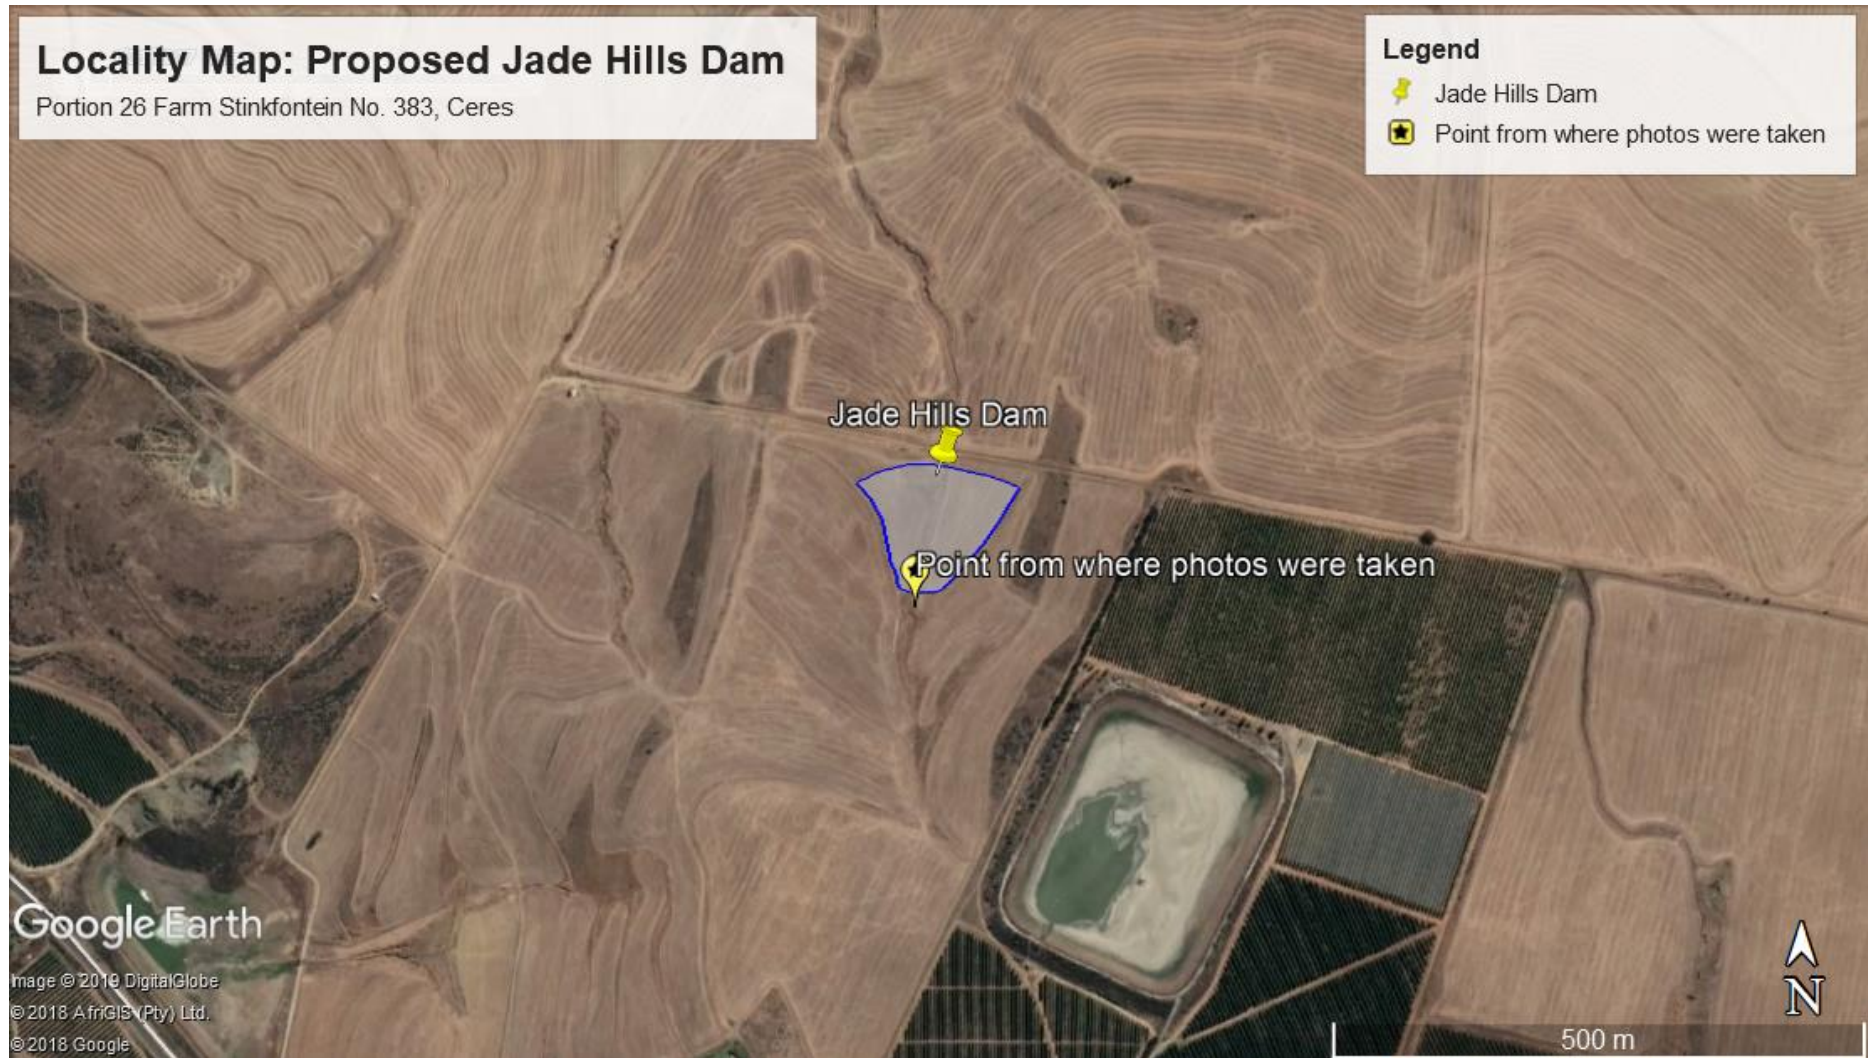 Locality Map: Proposed Jade Hills Dam
Portion 26 Farm Stinkfontein No. 383, Ceres
Legend
Jade Hills Dam
Point from where photos were taken
Jade Hills Dam
Point from where photos were taken
Google Earth
Image © 2019 DigitalGlobe
© 2018 AfriGIS (Pty) Ltd.
© 2018 Google
N
500 m